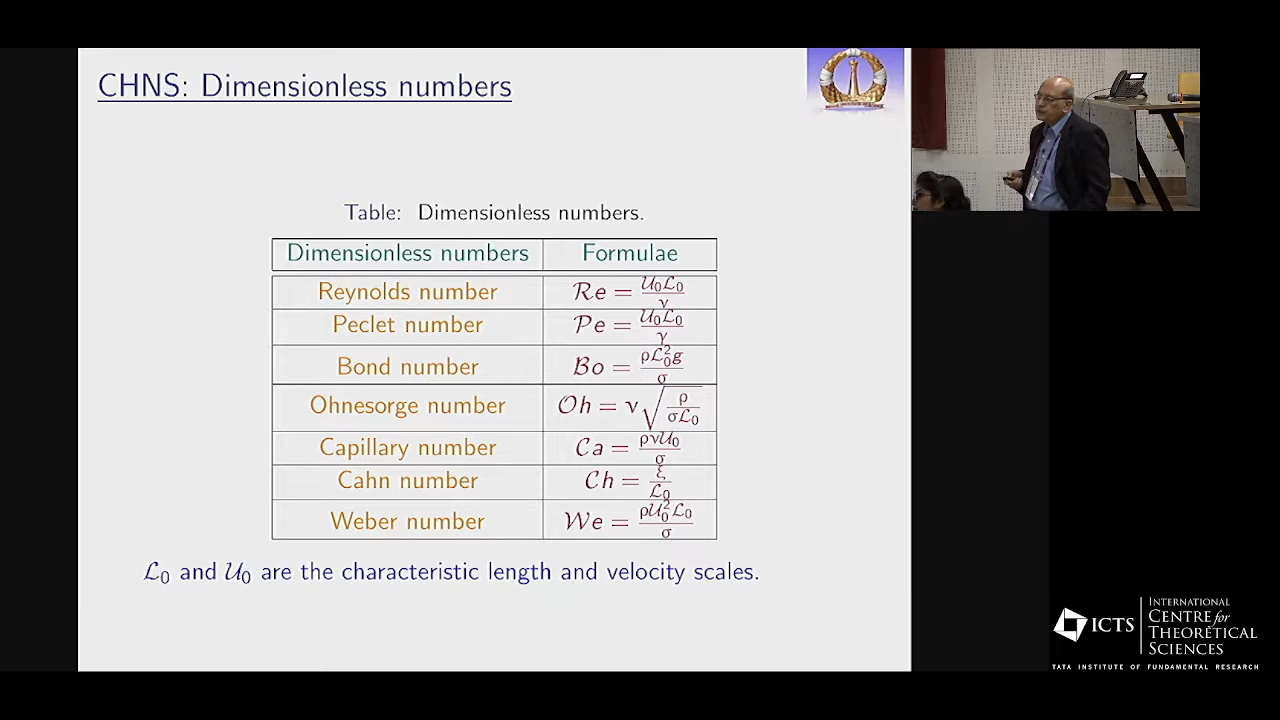 CHNS: Dimensionless numbers
Table: Dimensionless numbers.
Dimensionless numbers Formulae
Reynolds number Re = U₀L₀/ν
Peclet number Pe = U₀L₀/γ
Bond number Bo = ρL₀²g/σ
Ohnesorge number Oh = ν√(ρ/σL₀)
Capillary number Ca = ρνU₀/σ
Cahn number Ch = ξ/L₀
Weber number We = ρU₀²L₀/σ
L₀ and U₀ are the characteristic length and velocity scales.
ICTS
INTERNATIONAL
CENTRE for
THEORETICAL
SCIENCES
TATA INSTITUTE OF FUNDAMENTAL RESEARCH